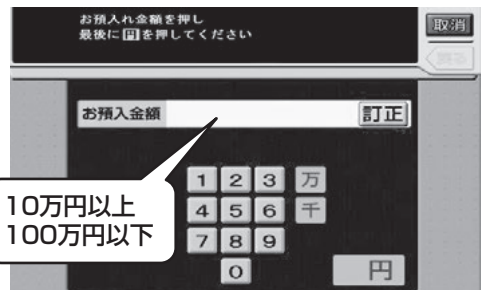 お預入れ金額を押し
最後に円を押してください
取消
戻る
お預入金額
訂正
1 2 3 万
4 5 6 千
7 8 9
0
円
10万円以上
100万円以下